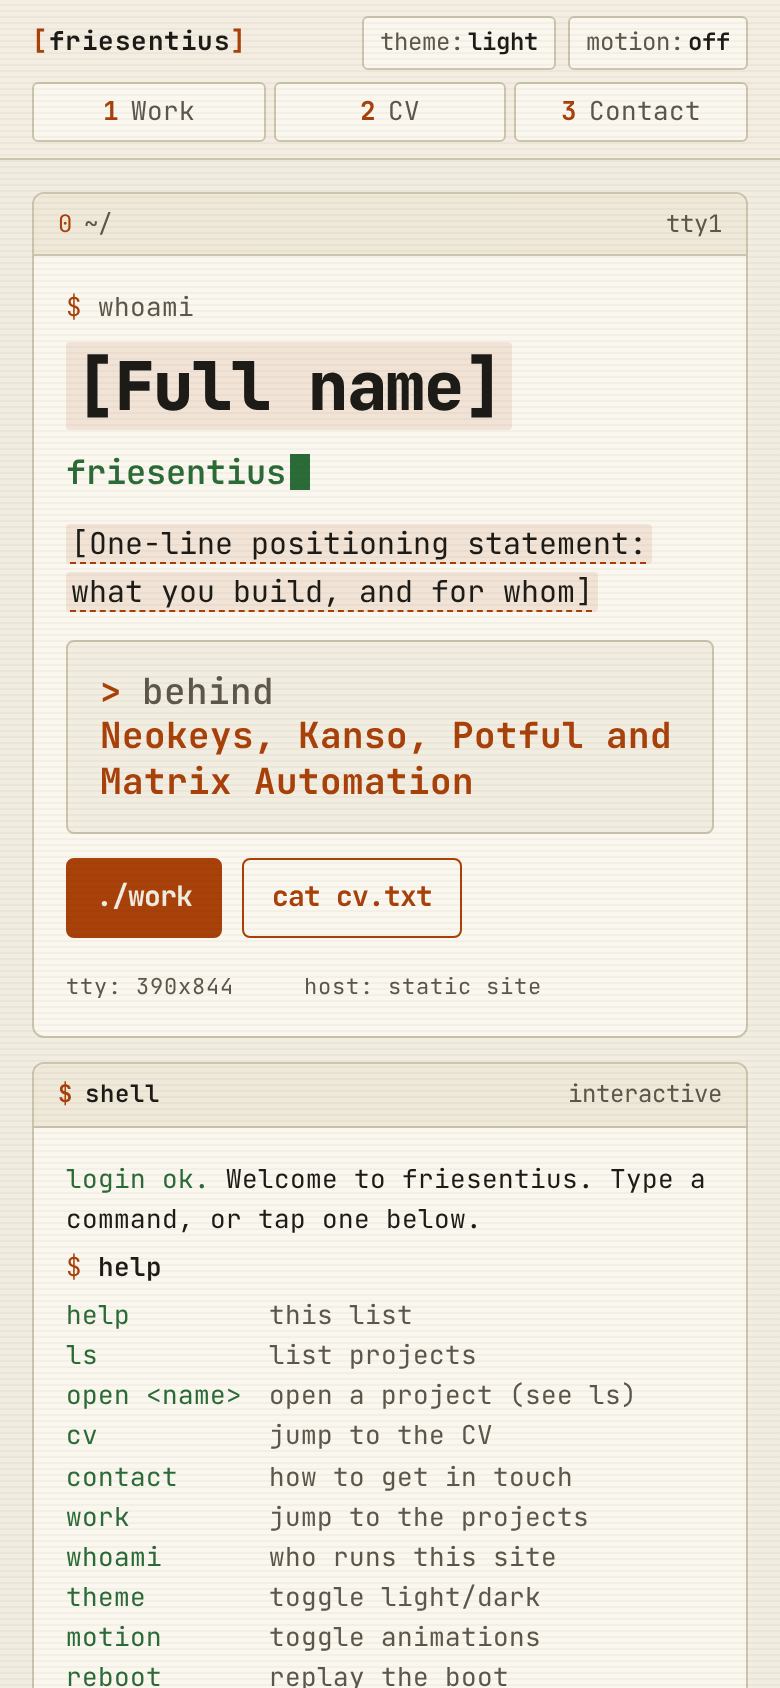 [friesentius]
theme: light
motion: off
1 Work
2 CV
3 Contact
0 ~/
tty1
$ whoami
[Full name]
friesentius
[One-line positioning statement:
what you build, and for whom]
> behind
Neokeys, Kanso, Potful and
Matrix Automation
./work
cat cv.txt
tty: 390x844
host: static site
$ shell
interactive
login ok. Welcome to friesentius. Type a
command, or tap one below.
$ help
help this list
ls list projects
open <name> open a project (see ls)
cv jump to the CV
contact how to get in touch
work jump to the projects
whoami who runs this site
theme toggle light/dark
motion toggle animations
reboot replay the boot